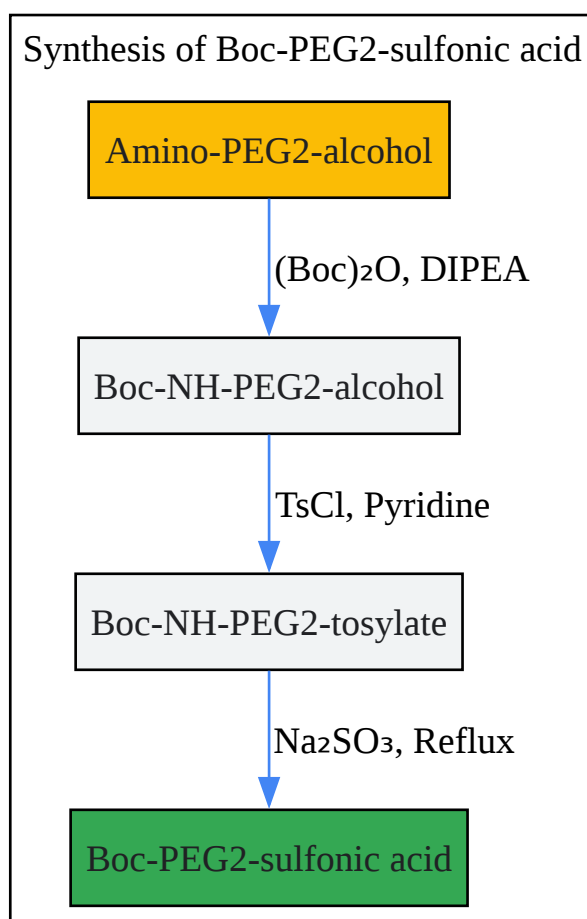 Synthesis of Boc-PEG2-sulfonic acid
Amino-PEG2-alcohol
(Boc)₂O, DIPEA
Boc-NH-PEG2-alcohol
TsCl, Pyridine
Boc-NH-PEG2-tosylate
Na₂SO₃, Reflux
Boc-PEG2-sulfonic acid